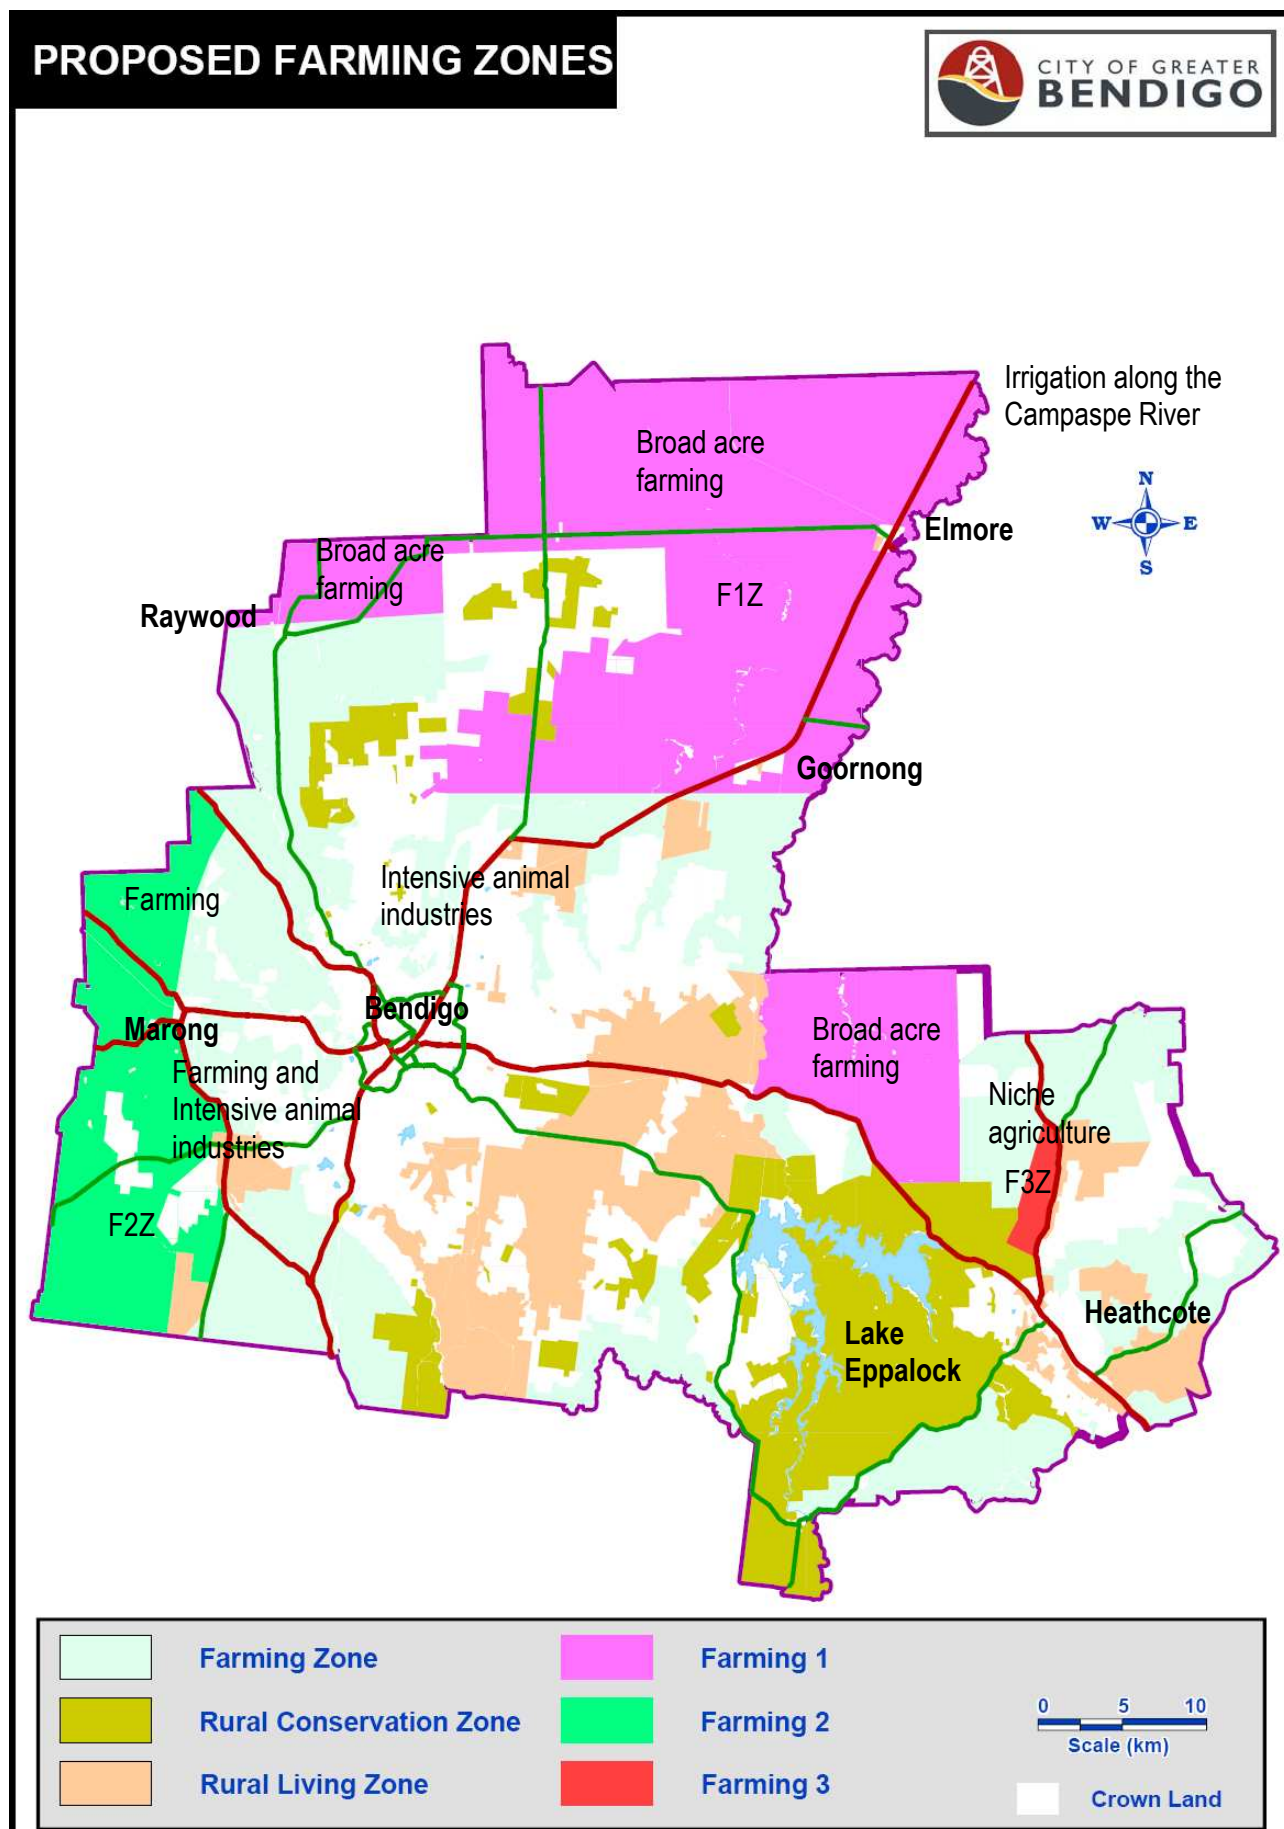 PROPOSED FARMING ZONES
CITY OF GREATER
BENDIGO
Irrigation along the
Campaspe River
Broad acre
farming
N
W
E
S
Elmore
Broad acre
farming
F1Z
Raywood
Goornong
Intensive animal
industries
Farming
Bendigo
Marong
Broad acre
farming
Farming and
Intensive animal
industries
Niche
agriculture
F3Z
F2Z
Heathcote
Lake
Eppalock
Farming Zone
Farming 1
Rural Conservation Zone
Farming 2
Rural Living Zone
Farming 3
0 5 10
Scale (km)
Crown Land